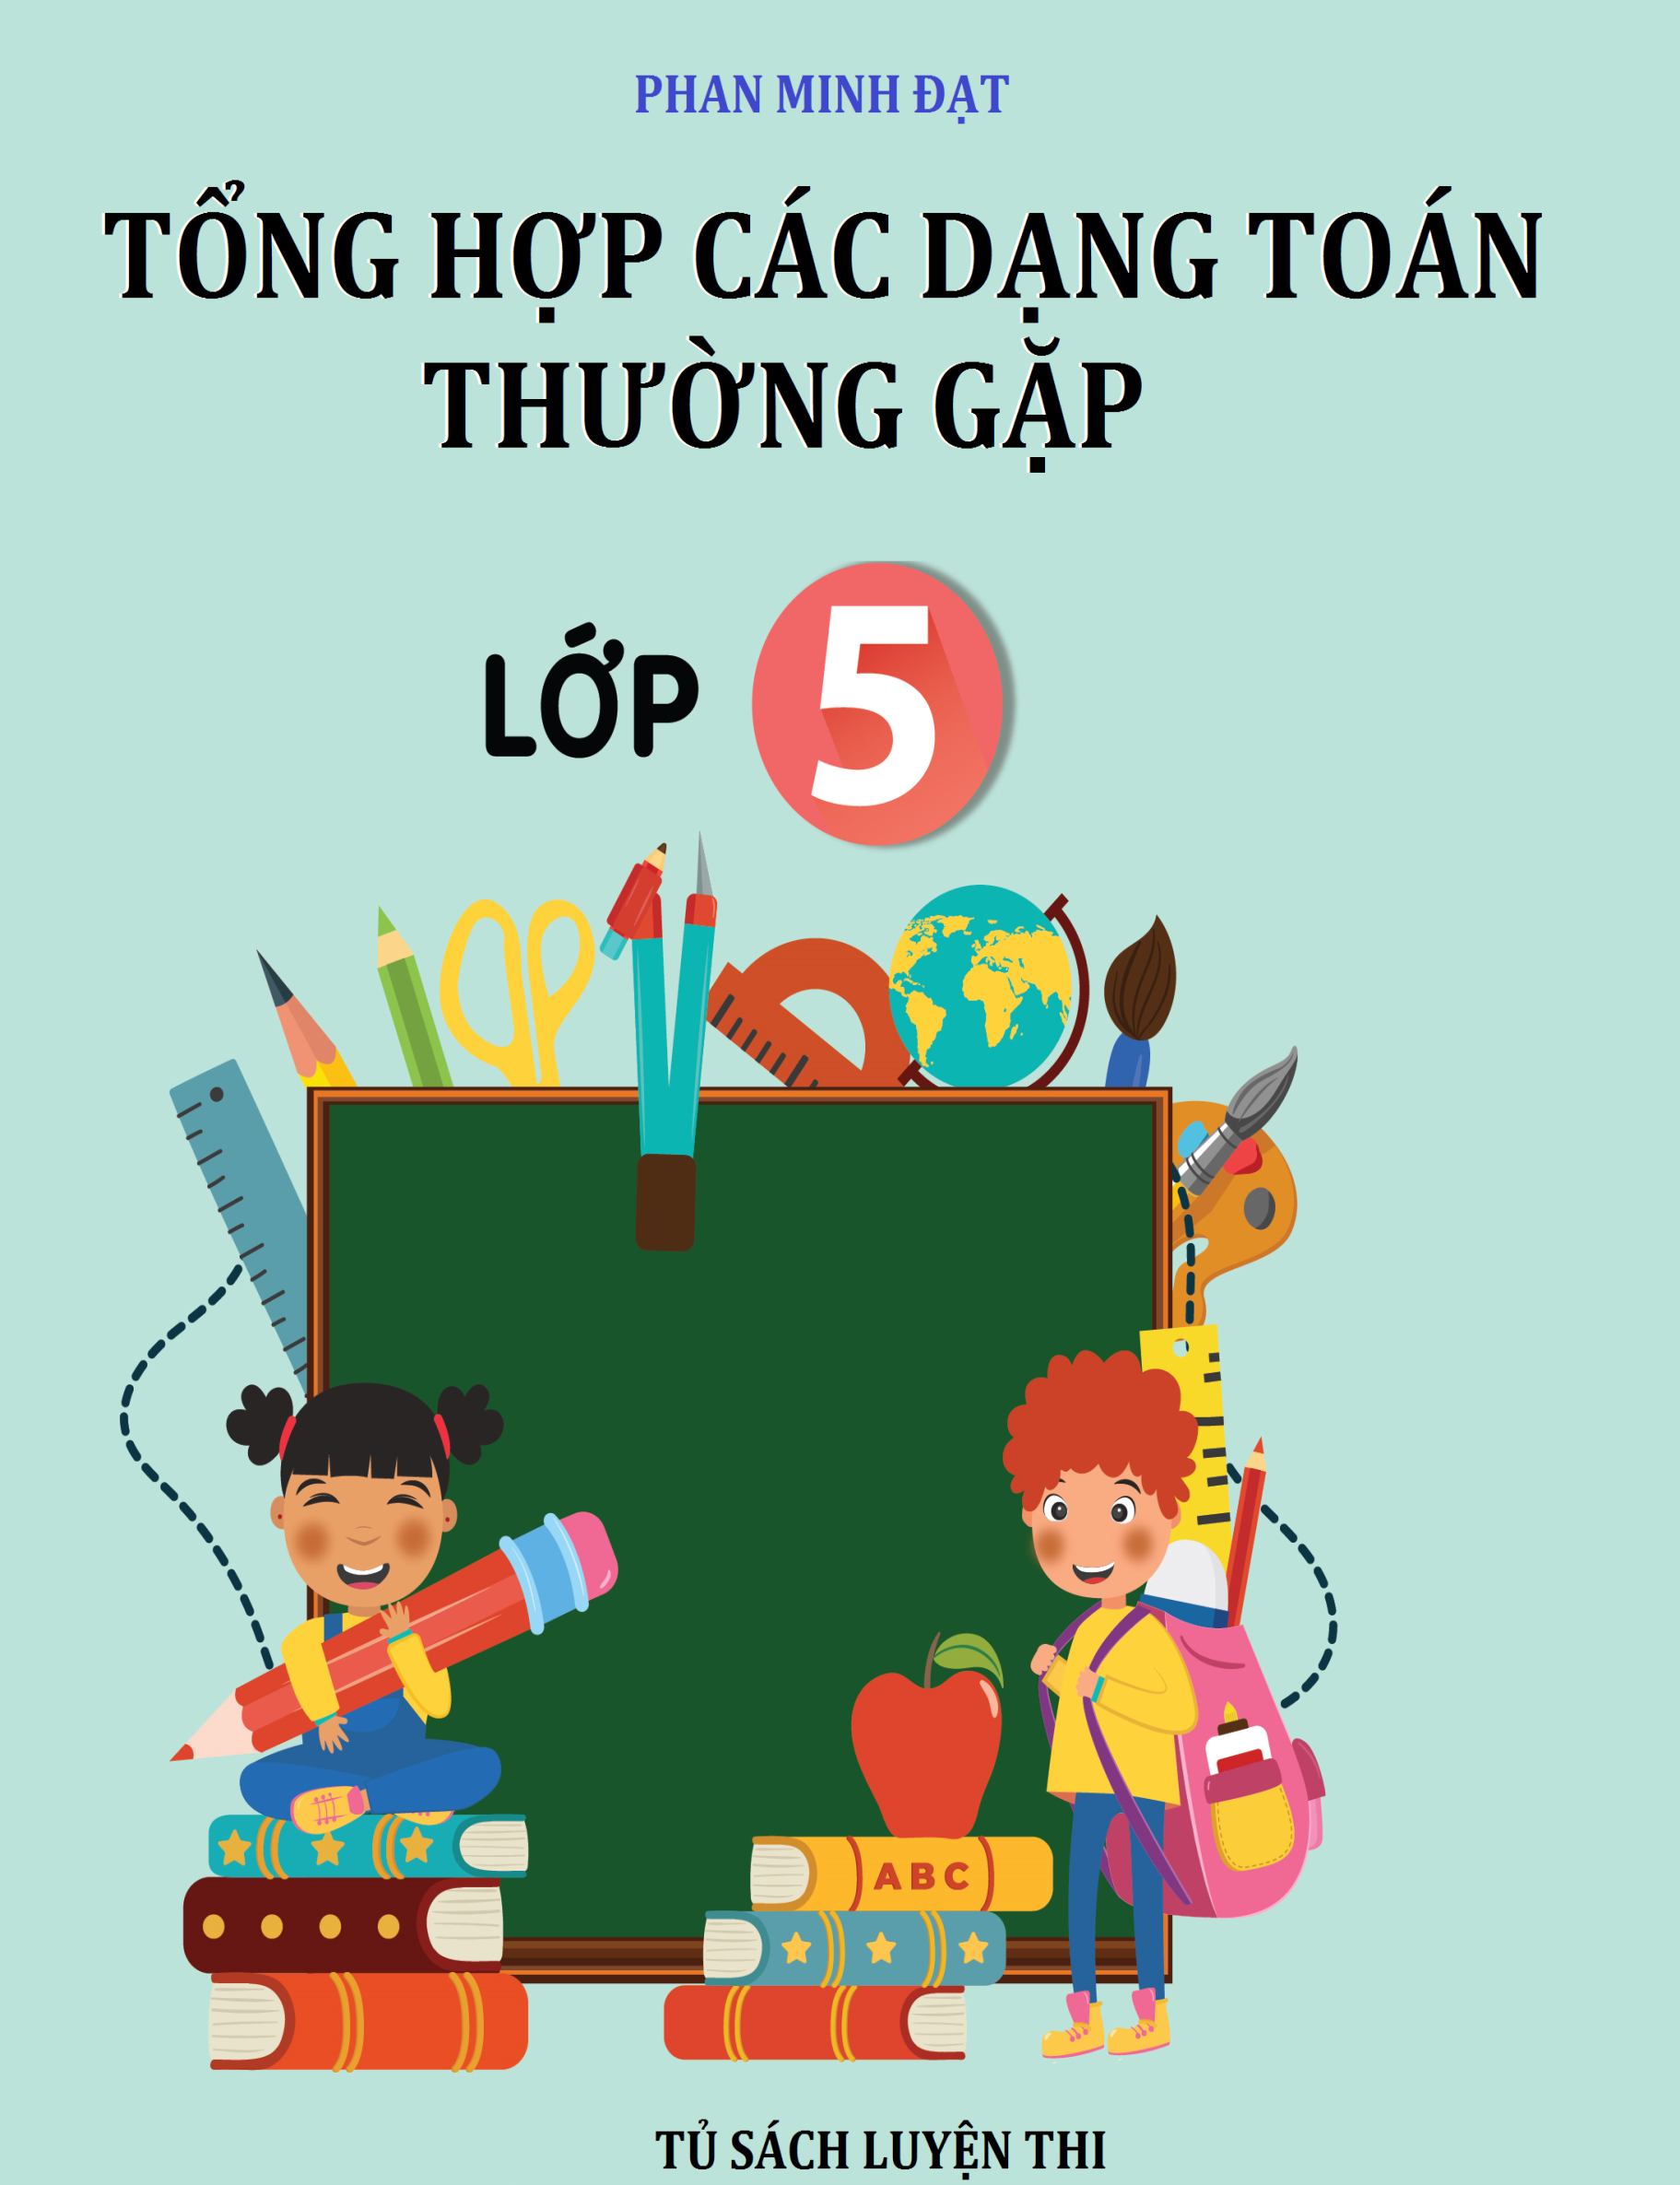 PHAN MINH ĐẠT
TỔNG HỢP CÁC DẠNG TOÁN
THƯỜNG GẶP
LỚP 5
ABC
TỦ SÁCH LUYỆN THI